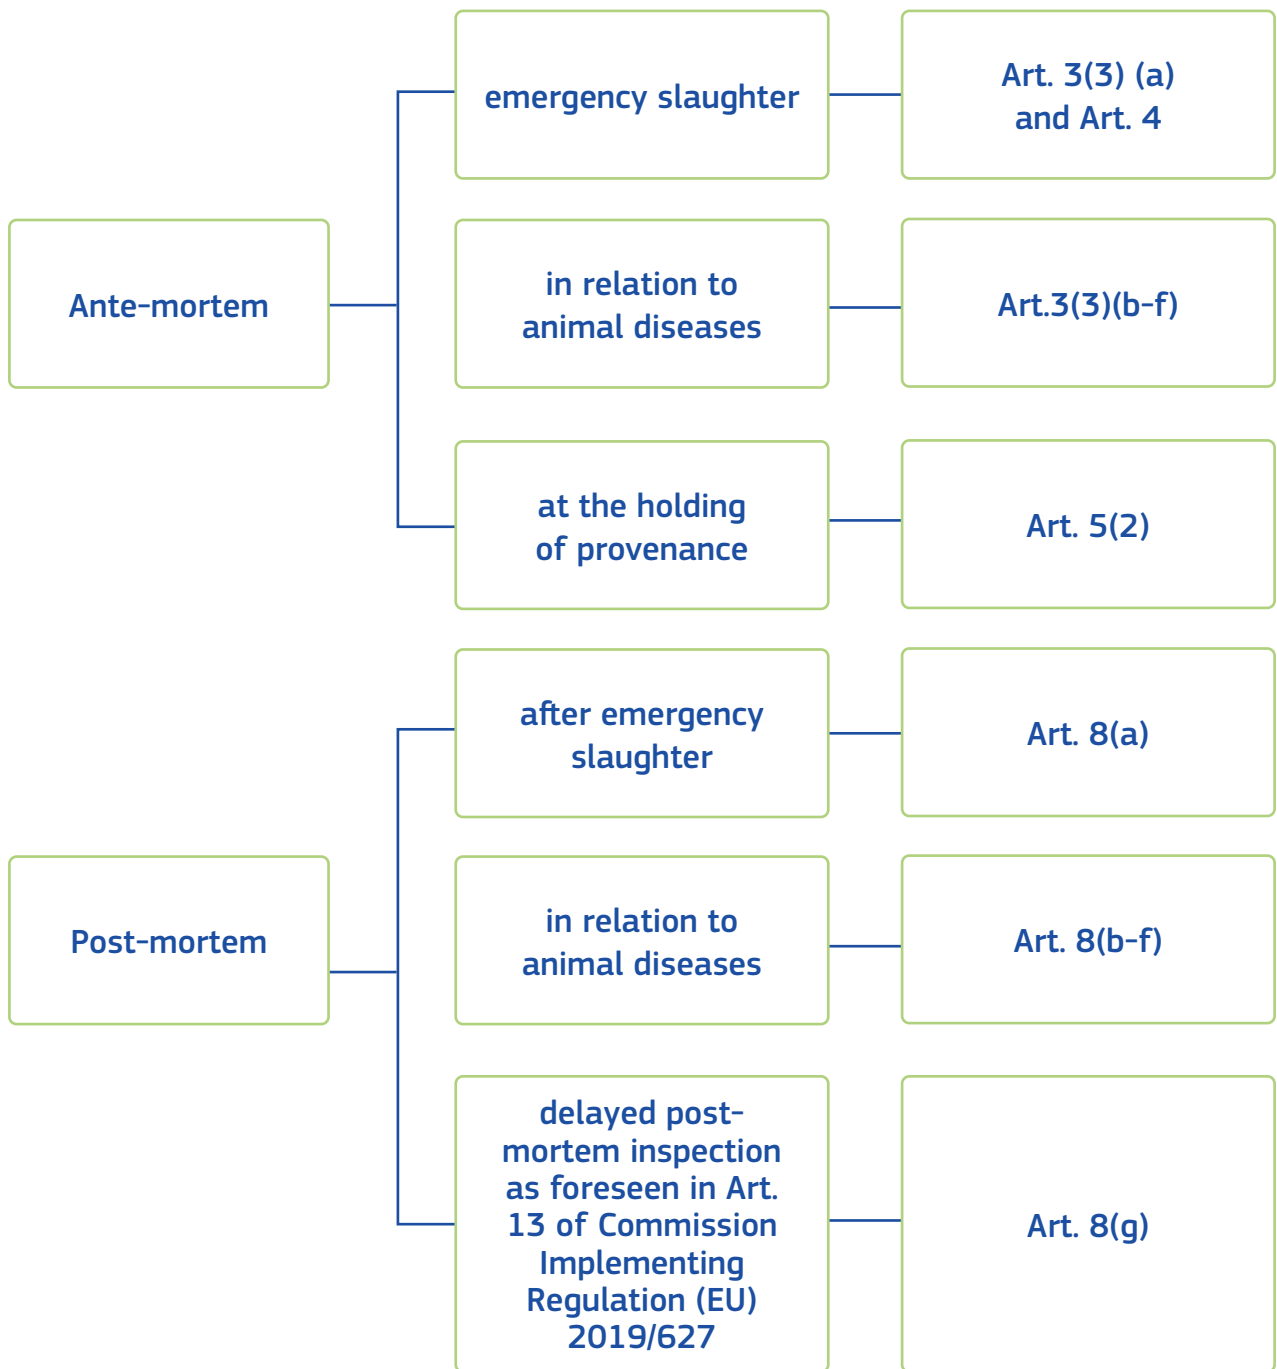 Ante-mortem
emergency slaughter
Art. 3(3) (a)
and Art. 4
in relation to
animal diseases
Art.3(3)(b-f)
at the holding
of provenance
Art. 5(2)
Post-mortem
after emergency
slaughter
Art. 8(a)
in relation to
animal diseases
Art. 8(b-f)
delayed post-
mortem inspection
as foreseen in Art.
13 of Commission
Implementing
Regulation (EU)
2019/627
Art. 8(g)